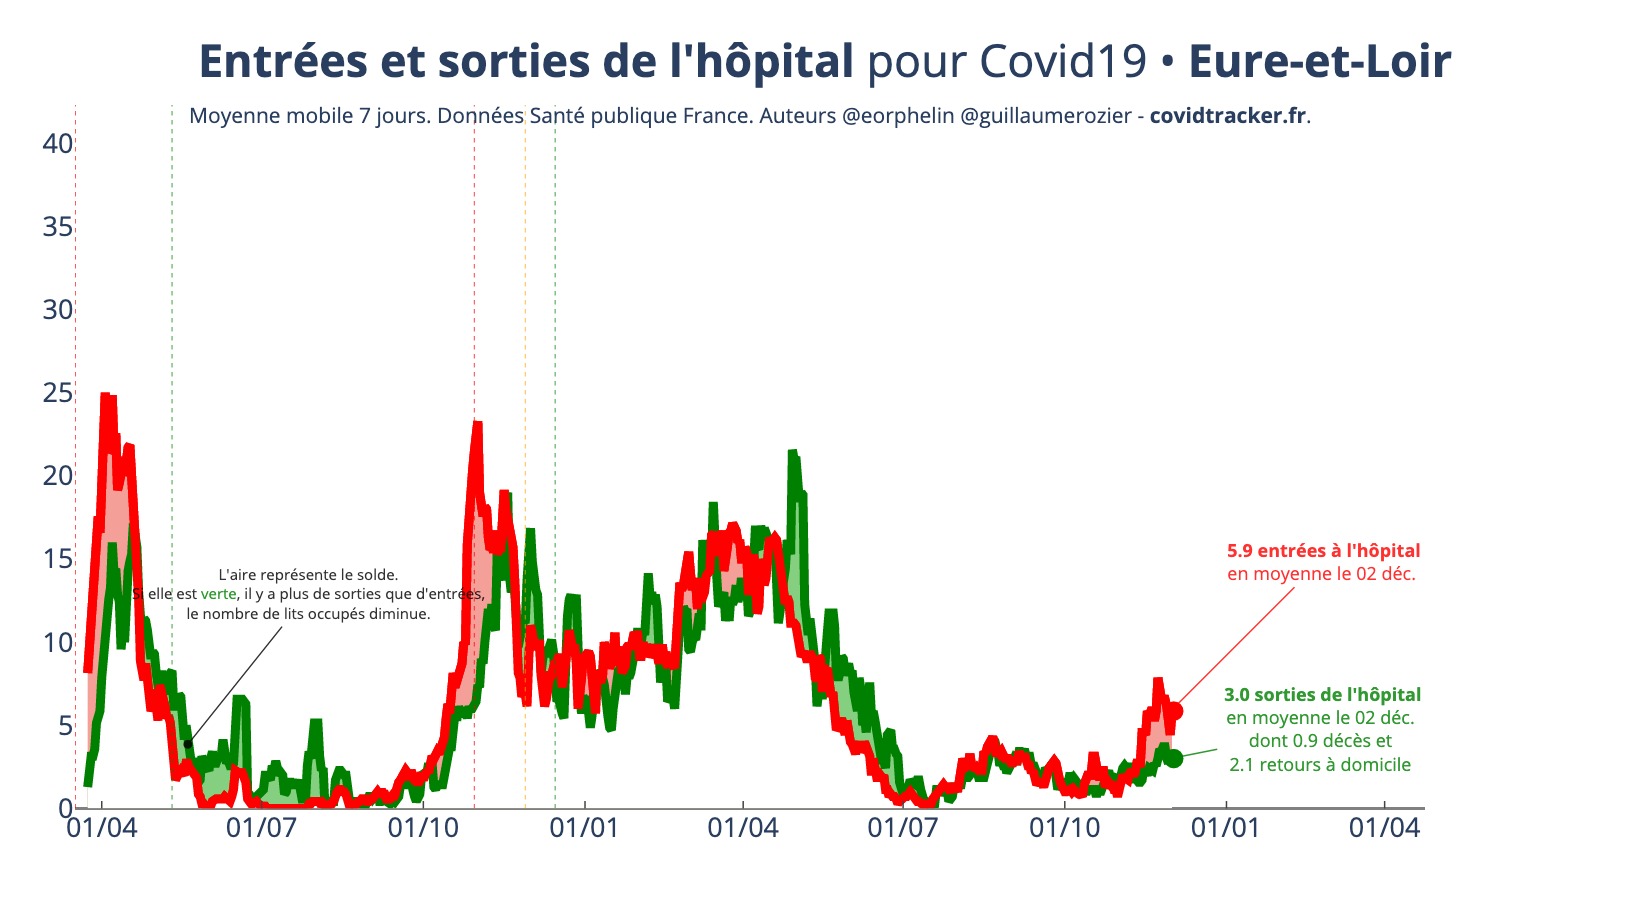 Entrées et sorties de l'hôpital pour Covid19 • Eure-et-Loir
Moyenne mobile 7 jours. Données Santé publique France. Auteurs @eorphelin @guillaumerozier - covidtracker.fr.
40
35
30
25
20
15
10
5
0
L'aire représente le solde.
Si elle est verte, il y a plus de sorties que d'entrées,
le nombre de lits occupés diminue.
5.9 entrées à l'hôpital
en moyenne le 02 déc.
3.0 sorties de l'hôpital
en moyenne le 02 déc.
dont 0.9 décès et
2.1 retours à domicile
01/04 01/07 01/10 01/01 01/04 01/07 01/10 01/01 01/04